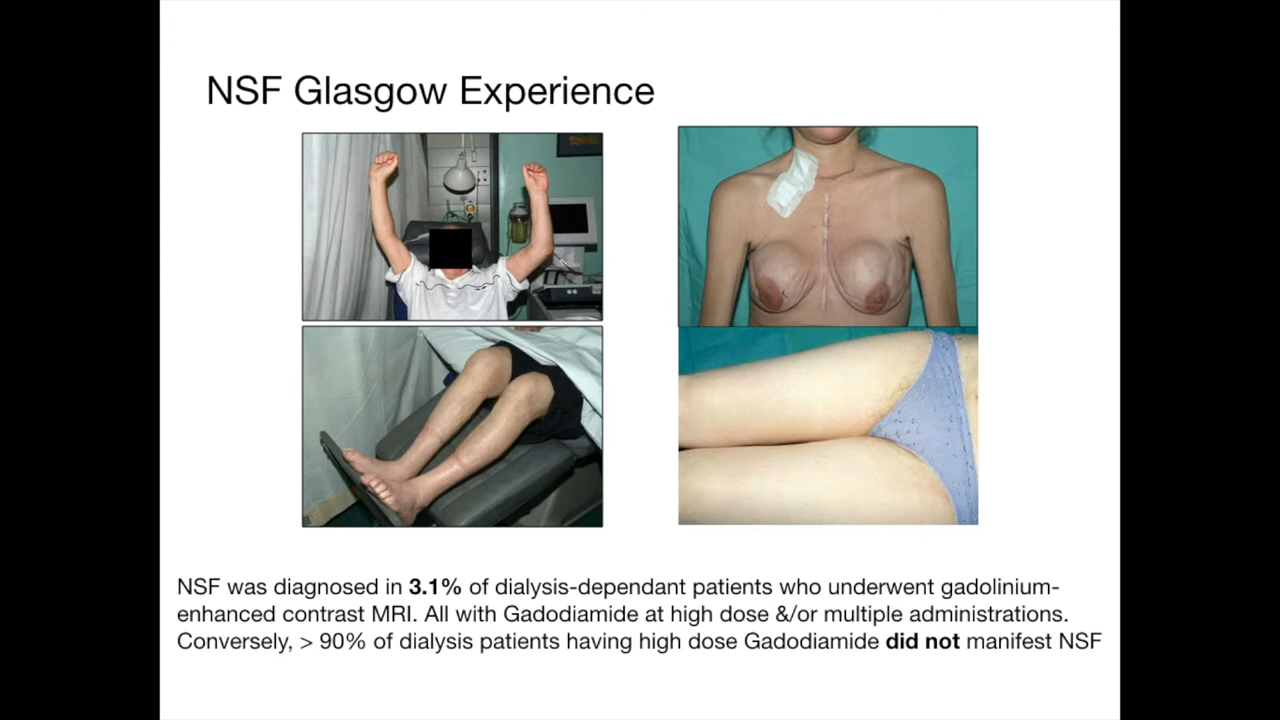 NSF Glasgow Experience
NSF was diagnosed in 3.1% of dialysis-dependant patients who underwent gadolinium-
enhanced contrast MRI. All with Gadodiamide at high dose &/or multiple administrations.
Conversely, > 90% of dialysis patients having high dose Gadodiamide did not manifest NSF